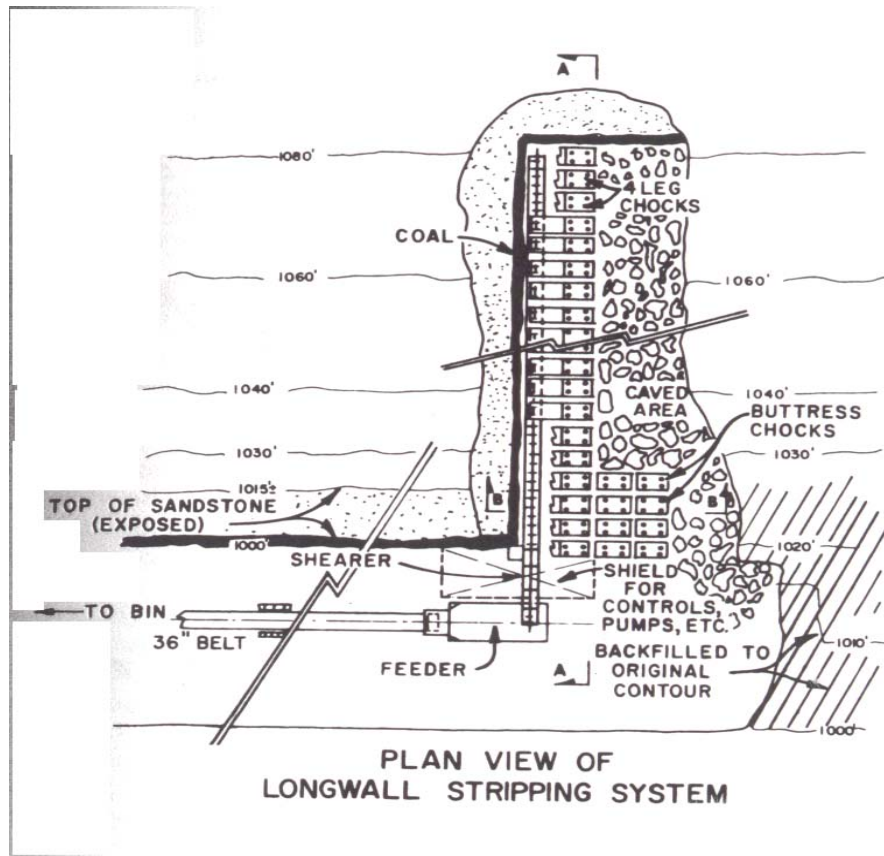 A
1080'
4 LEG
CHOCKS
COAL
1060'
1060'
1040'
CAVED
AREA
1040'
BUTTRESS
CHOCKS
1030'
1030'
1015'±
B
B
TOP OF SANDSTONE
(EXPOSED)
1000'
1020'
SHEARER
SHIELD
FOR
CONTROLS,
PUMPS, ETC.
TO BIN
36" BELT
FEEDER
1010'
BACKFILLED TO
ORIGINAL
CONTOUR
A
1000'
PLAN VIEW OF
LONGWALL STRIPPING SYSTEM